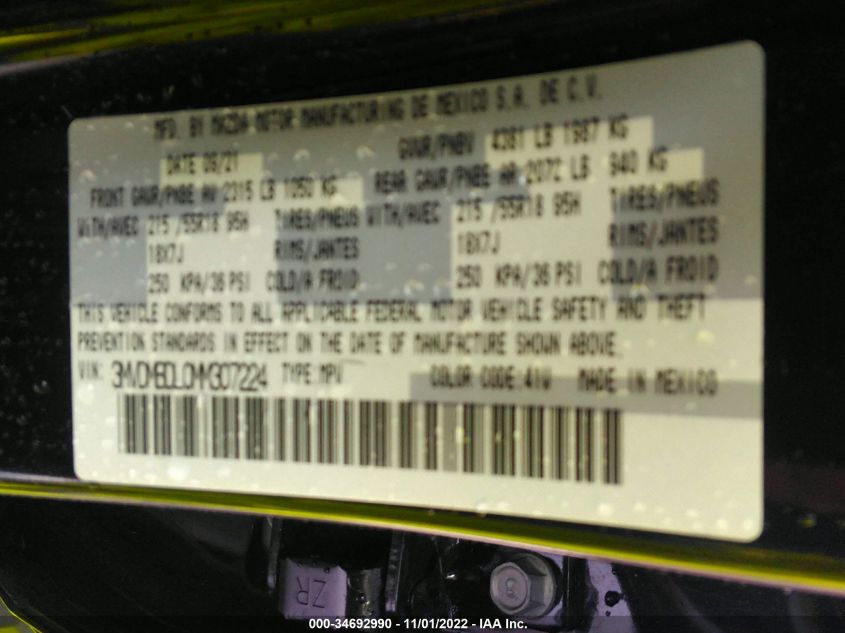 MFD. BY MAZDA MOTOR MANUFACTURING DE MEXICO S.A. DE C.V.
DATE 06/21 GVWR/PNBV 4381 LB 1987 KG
FRONT GAWR/PNBE AV 2315 LB 1050 KG REAR GAWR/PNBE AR 2072 LB 940 KG
WITH/AVEC 215 /55R18 95H TIRES/PNEUS WITH/AVEC 215 /55R18 95H TIRES/PNEUS
18X7J RIMS/JANTES 18X7J RIMS/JANTES
250 KPA/36 PSI COLD/A FROID 250 KPA/36 PSI COLD/A FROID
THIS VEHICLE CONFORMS TO ALL APPLICABLE FEDERAL MOTOR VEHICLE SAFETY AND THEFT
PREVENTION STANDARDS IN EFFECT ON THE DATE OF MANUFACTURE SHOWN ABOVE.
VIN: TYPE:MPV COLOR CODE:41W MADE IN MEXICO
ZR
000-34692990 - 11/01/2022 - IAA Inc.